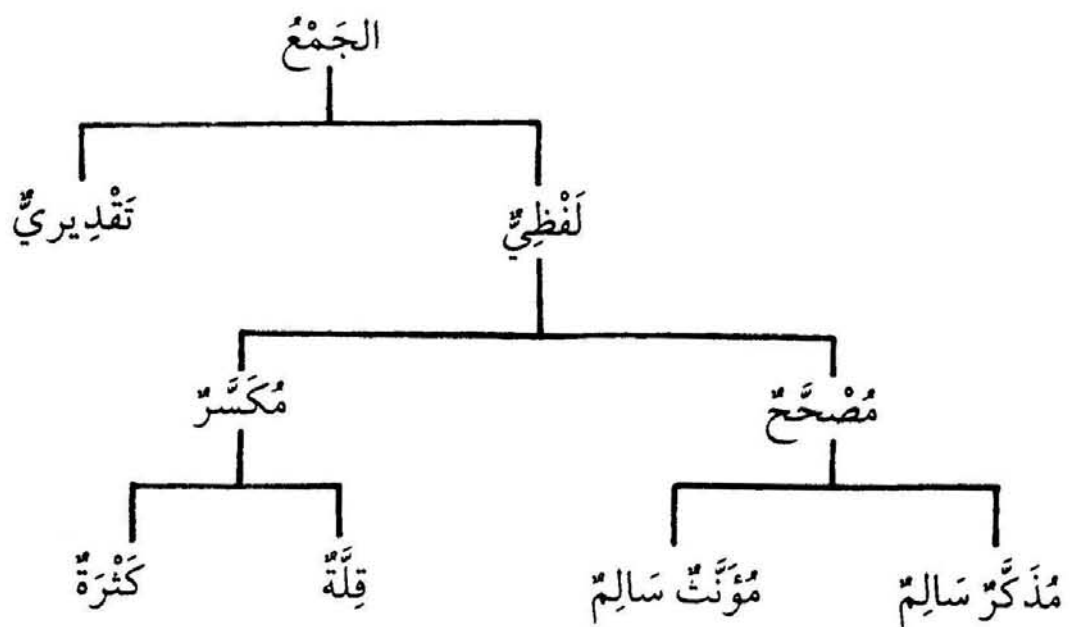 الجَمْعُ
لَفْظِيٌّ تَقْدِيريٌّ
مُصْحَّحٌ مُكَسَّرٌ
مُذَكَّرٌ سَالِمٌ مُؤَنَّثٌ سَالِمٌ قِلَّةٌ كَثْرَةٌ